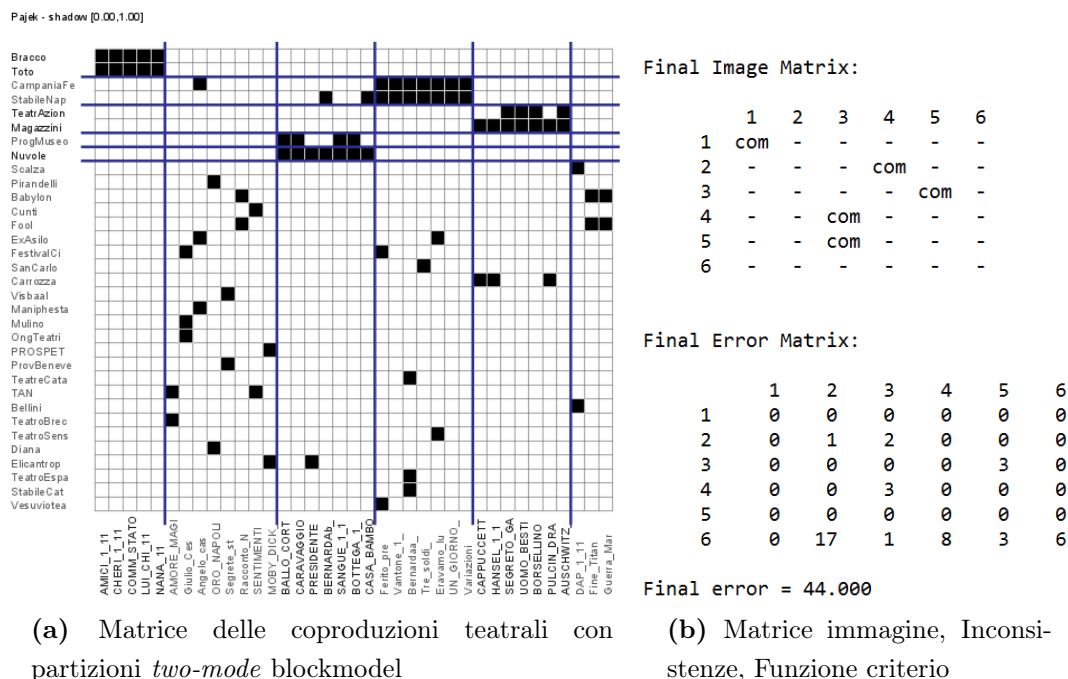 Pajek - shadow [0.00,1.00]
Bracco
Toto
CampaniaFe
StabileNap
TeatrAzion
Magazzini
ProgMuseo
Nuvole
Scalza
Pirandelli
Babylon
Cunti
Fool
ExAsilo
FestivalCi
SanCarlo
Carrozza
Visbaal
Maniphesta
Mulino
OngTeatri
PROSPET
ProvBeneve
TeatreCata
TAN
Bellini
TeatroBrec
TeatroSens
Diana
Elicantrop
TeatroEspa
StabileCat
Vesuviotea
AMICI_1_11
CHERI_1_11
COMM_STATO
LUI_CHI_11
NANA_11
AMORE_MAGI
Giulio_Ces
Angelo_cas
ORO_NAPOLI
Segrete_st
Racconto_N
SENTIMENTI
MOBY_DICK_
BALLO_CORT
CARAVAGGIO
PRESIDENTE
BERNARDAb_
SANGUE_1_1
BOTTEGA_1_
CASA_BAMBO
Ferito_pre
Vantone_1_
Bernardaa_
Tre_soldi_
Eravamo_lu
UN_GIORNO_
Variazioni
CAPPUCCETT
HANSEL_1_1
SEGRETO_GA
UOMO_BESTI
BORSELLINO
PULCIN_DRA
AUSCHWITZ_
DAP_1_11
Fine_Titan
Guerra_Mar
(a) Matrice delle coproduzioni teatrali con
partizioni two-mode blockmodel
Final Image Matrix:
1 2 3 4 5 6
1 com - - - - -
2 - - - com - -
3 - - - - com -
4 - - com - - -
5 - - com - - -
6 - - - - - -
Final Error Matrix:
1 2 3 4 5 6
1 0 0 0 0 0 0
2 0 1 2 0 0 0
3 0 0 0 0 3 0
4 0 0 3 0 0 0
5 0 0 0 0 0 0
6 0 17 1 8 3 6
Final error = 44.000
(b) Matrice immagine, Inconsi-
stenze, Funzione criterio